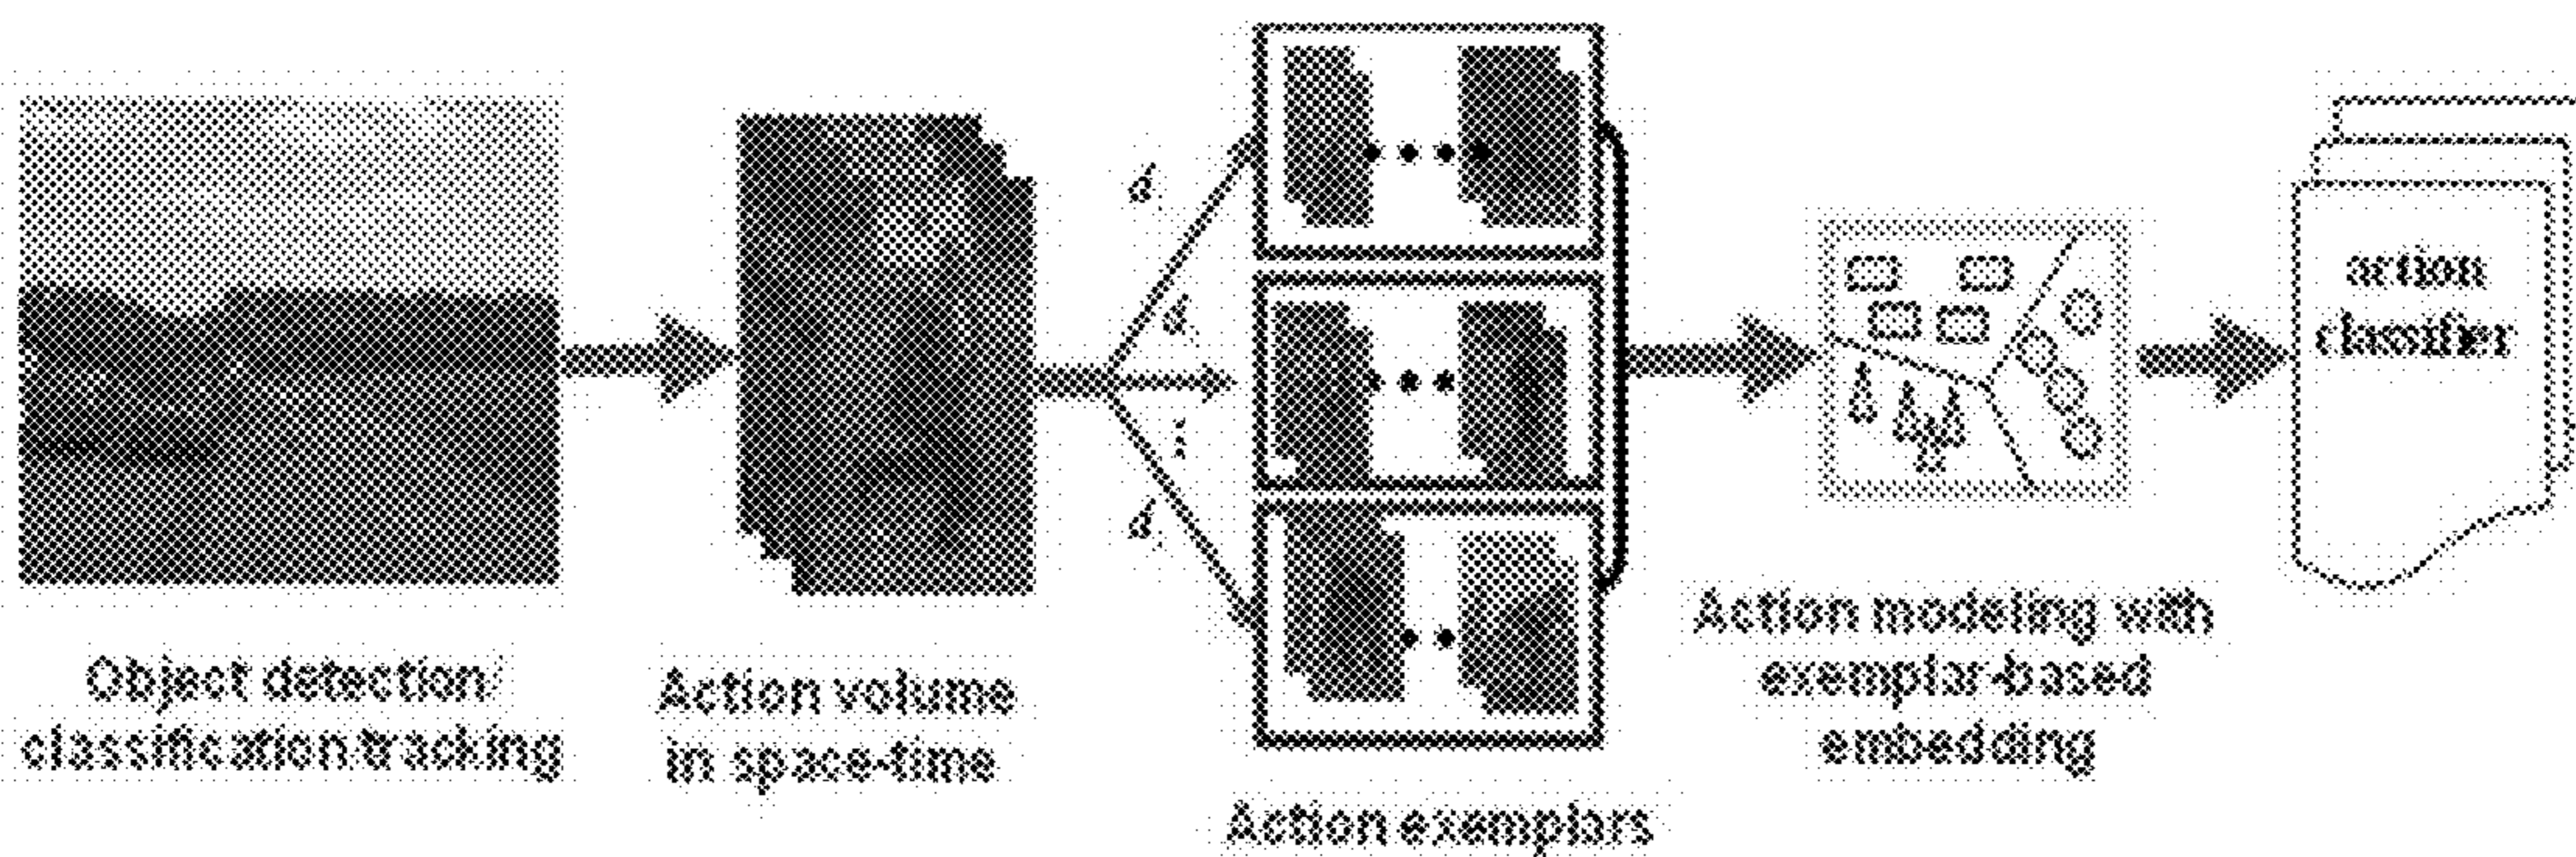 Object detection/
classification/tracking
Action volume
in space-time
d
d
d
Action exemplars
Action modeling with
exemplar-based
embedding
action
classifier